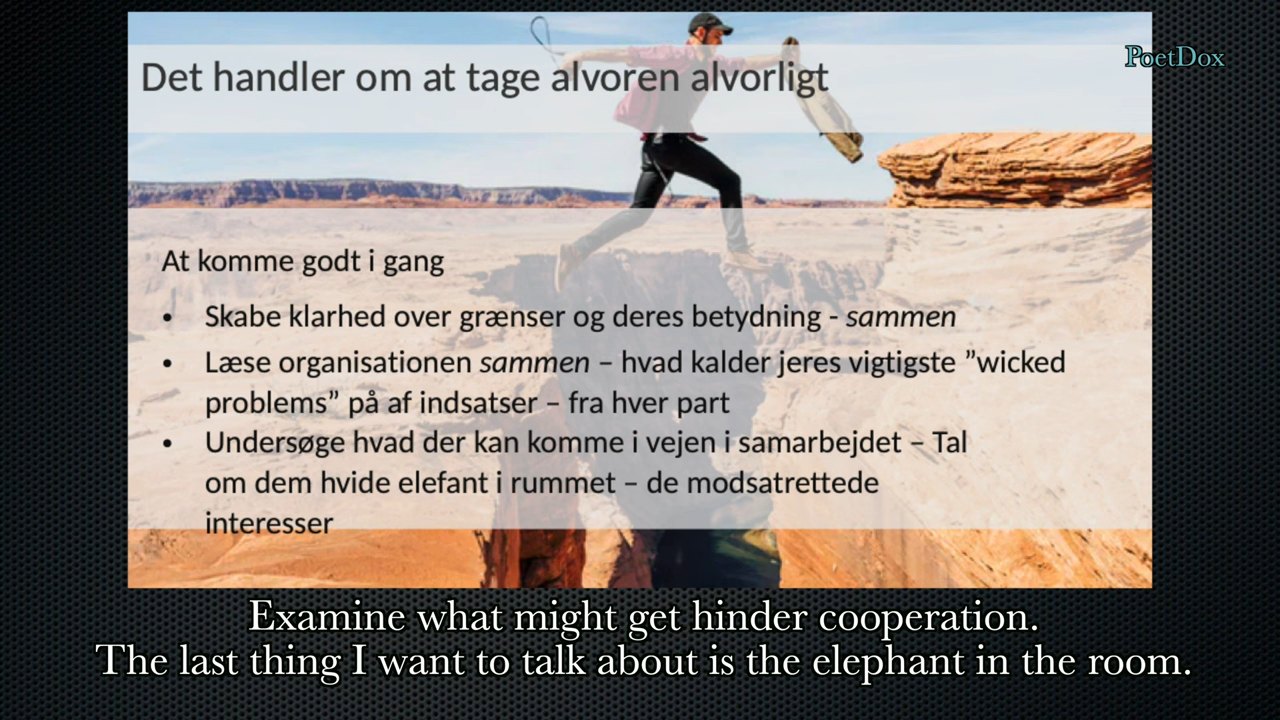 Det handler om at tage alvoren alvorligt
PoetDox
At komme godt i gang
• Skabe klarhed over grænser og deres betydning - sammen
• Læse organisationen sammen – hvad kalder jeres vigtigste ”wicked
problems” på af indsatser – fra hver part
• Undersøge hvad der kan komme i vejen i samarbejdet – Tal
om dem hvide elefant i rummet – de modsatrettede
interesser
Examine what might get hinder cooperation.
The last thing I want to talk about is the elephant in the room.